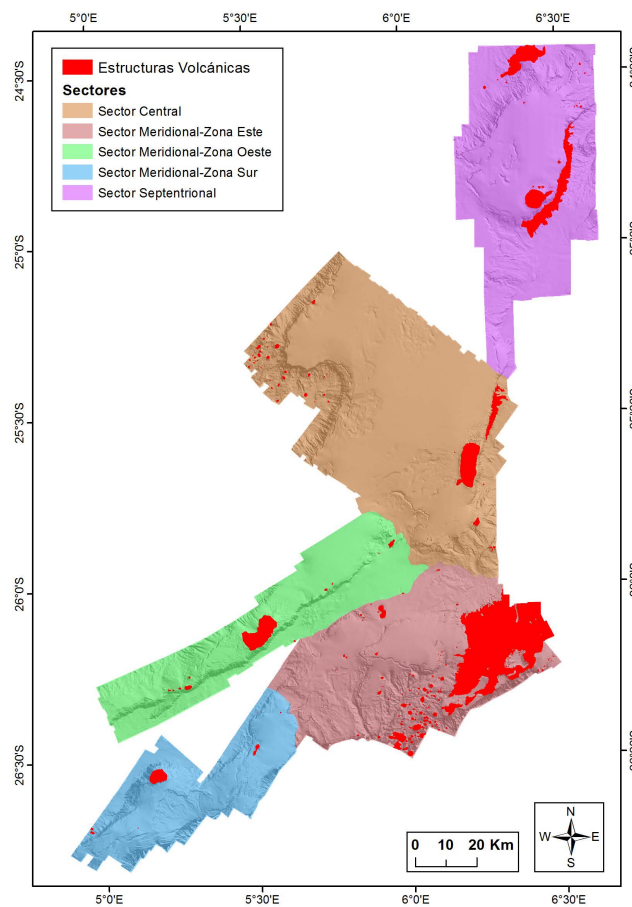 5°0'E 5°30'E 6°0'E 6°30'E
Estructuras Volcánicas
Sectores
Sector Central
Sector Meridional-Zona Este
Sector Meridional-Zona Oeste
Sector Meridional-Zona Sur
Sector Septentrional
24°30'S
25°0'S
25°30'S
26°0'S
26°30'S
N
W E
S
0 10 20 Km
5°0'E 5°30'E 6°0'E 6°30'E